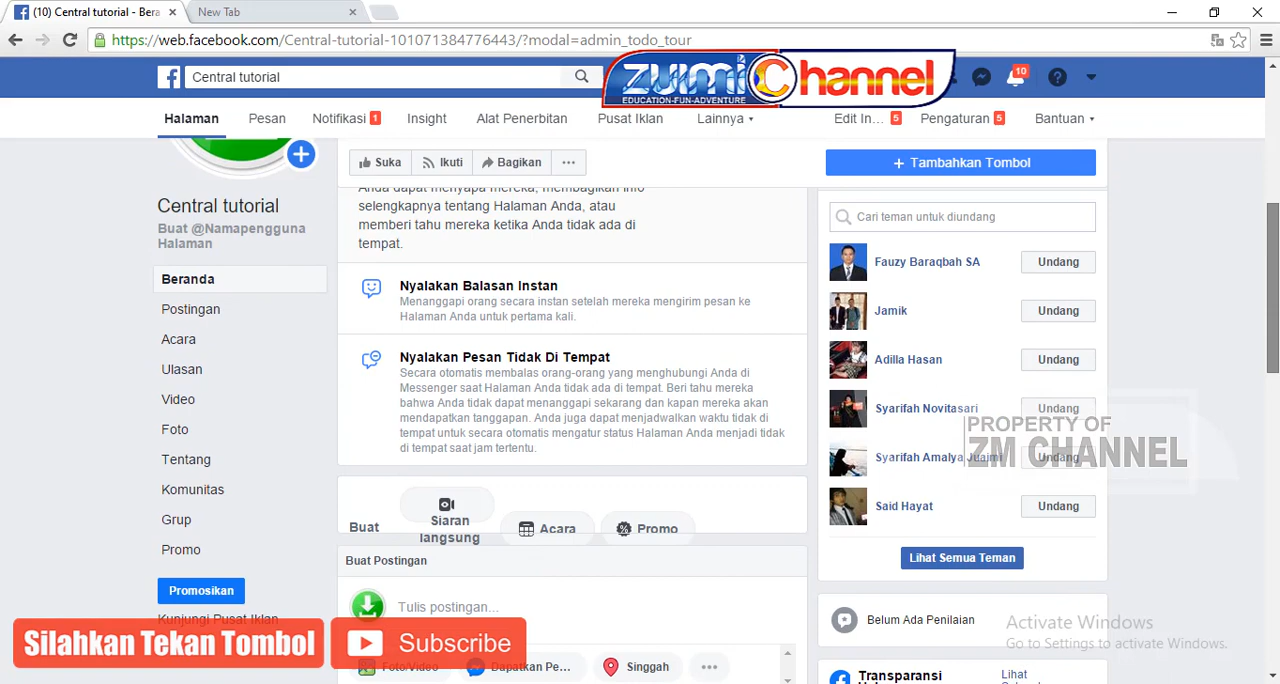 (10) Central tutorial - Bera
New Tab
https://web.facebook.com/Central-tutorial-101071384776443/?modal=admin_todo_tour
Central tutorial
ZUIMI Channel
EDUCATION-FUN-ADVENTURE
10
Halaman
Pesan
Notifikasi 1
Insight
Alat Penerbitan
Pusat Iklan
Lainnya
Edit In... 5
Pengaturan 5
Bantuan
Suka
Ikuti
Bagikan
...
+ Tambahkan Tombol
Central tutorial
Buat @Namapengguna
Halaman
Beranda
Postingan
Acara
Ulasan
Video
Foto
Tentang
Komunitas
Grup
Promo
Promosikan
Kunjungi Pusat Iklan
Anda dapat menyapa mereka, membagikan info
selengkapnya tentang Halaman Anda, atau
memberi tahu mereka ketika Anda tidak ada di
tempat.
Nyalakan Balasan Instan
Menanggapi orang secara instan setelah mereka mengirim pesan ke
Halaman Anda untuk pertama kali.
Nyalakan Pesan Tidak Di Tempat
Secara otomatis membalas orang-orang yang menghubungi Anda di
Messenger saat Halaman Anda tidak ada di tempat. Beri tahu mereka
bahwa Anda tidak dapat menanggapi sekarang dan kapan mereka akan
mendapatkan tanggapan. Anda juga dapat menjadwalkan waktu tidak di
tempat untuk secara otomatis mengatur status Halaman Anda menjadi tidak
di tempat saat jam tertentu.
Buat
Siaran
langsung
Acara
Promo
Buat Postingan
Tulis postingan...
Foto/Video
Dapatkan Pe...
Singgah
...
Cari teman untuk diundang
Fauzy Baraqbah SA
Undang
Jamik
Undang
Adilla Hasan
Undang
Syarifah Novitasari
Undang
Syarifah Amalya Juaimi
Undang
Said Hayat
Undang
Lihat Semua Teman
PROPERTY OF
ZM CHANNEL
Belum Ada Penilaian
Transparansi
Lihat
Activate Windows
Go to Settings to activate Windows.
Silahkan Tekan Tombol
Subscribe